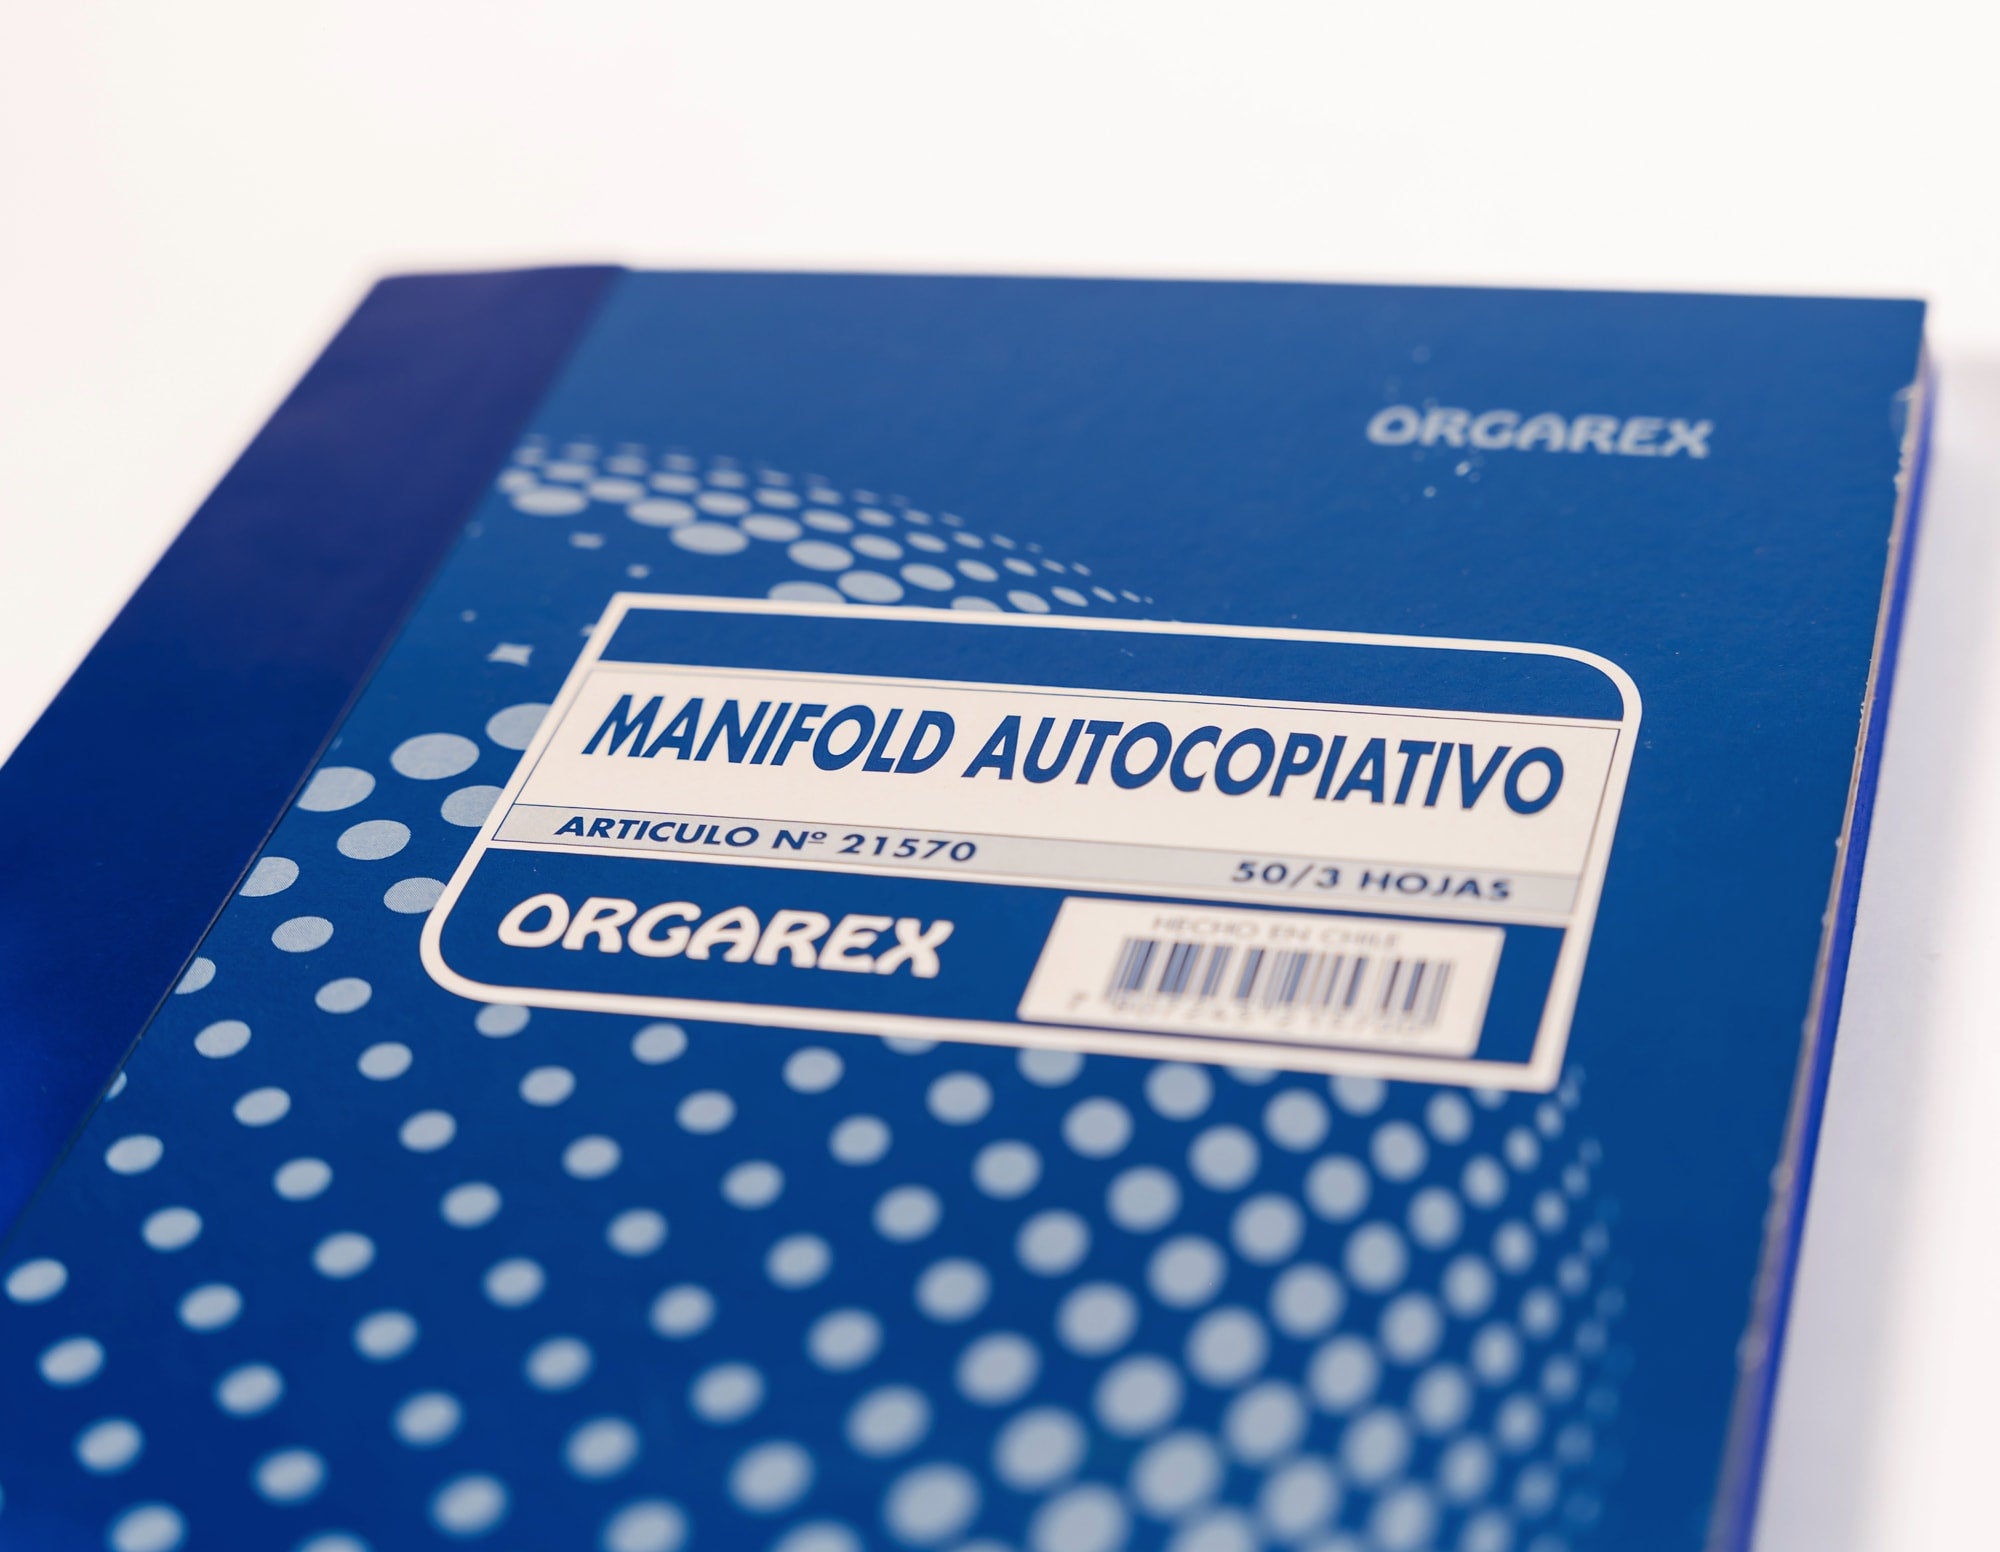 ORGAREX
MANIFOLD AUTOCOPIATIVO
ARTICULO Nº 21570
50/3 HOJAS
ORGAREX
HECHO EN CHILE